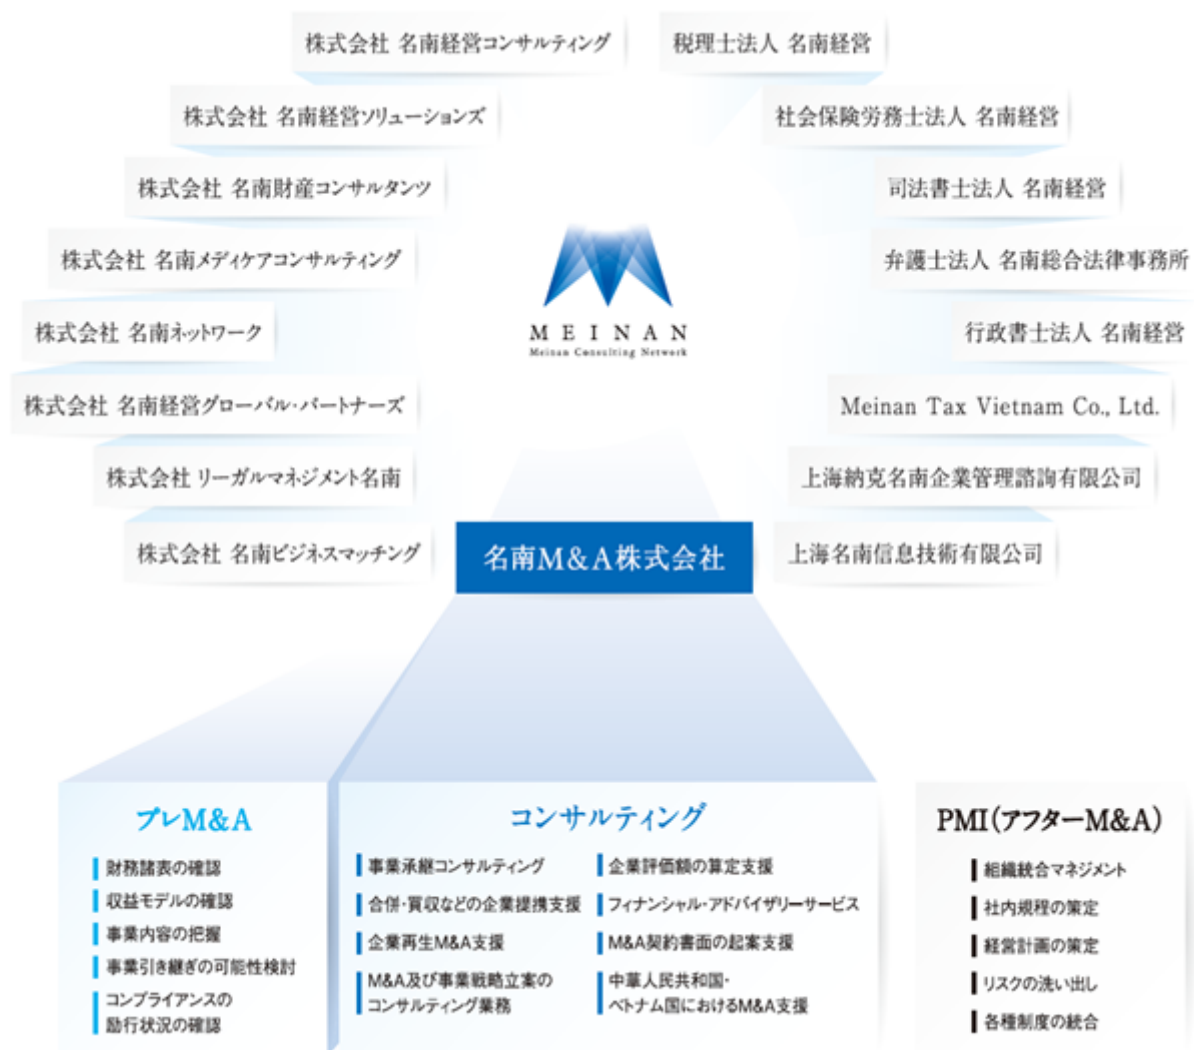 株式会社 名南経営コンサルティング
税理士法人 名南経営
株式会社 名南経営ソリューションズ
社会保険労務士法人 名南経営
株式会社 名南財産コンサルタンツ
司法書士法人 名南経営
株式会社 名南メディケアコンサルティング
弁護士法人 名南総合法律事務所
株式会社 名南ネットワーク
行政書士法人 名南経営
株式会社 名南経営グローバル・パートナーズ
Meinan Tax Vietnam Co., Ltd.
株式会社 リーガルマネジメント名南
上海納克名南企業管理諮詢有限公司
株式会社 名南ビジネスマッチング
上海名南信息技術有限公司
MEINAN
Meinan Consulting Network
名南M&A株式会社
プレM&A
財務諸表の確認
収益モデルの確認
事業内容の把握
事業引き継ぎの可能性検討
コンプライアンスの
励行状況の確認
コンサルティング
事業承継コンサルティング
合併・買収などの企業提携支援
企業再生M&A支援
M&A及び事業戦略立案の
コンサルティング業務
企業評価額の算定支援
フィナンシャル・アドバイザリーサービス
M&A契約書面の起案支援
中華人民共和国・
ベトナム国におけるM&A支援
PMI(アフターM&A)
組織統合マネジメント
社内規程の策定
経営計画の策定
リスクの洗い出し
各種制度の統合